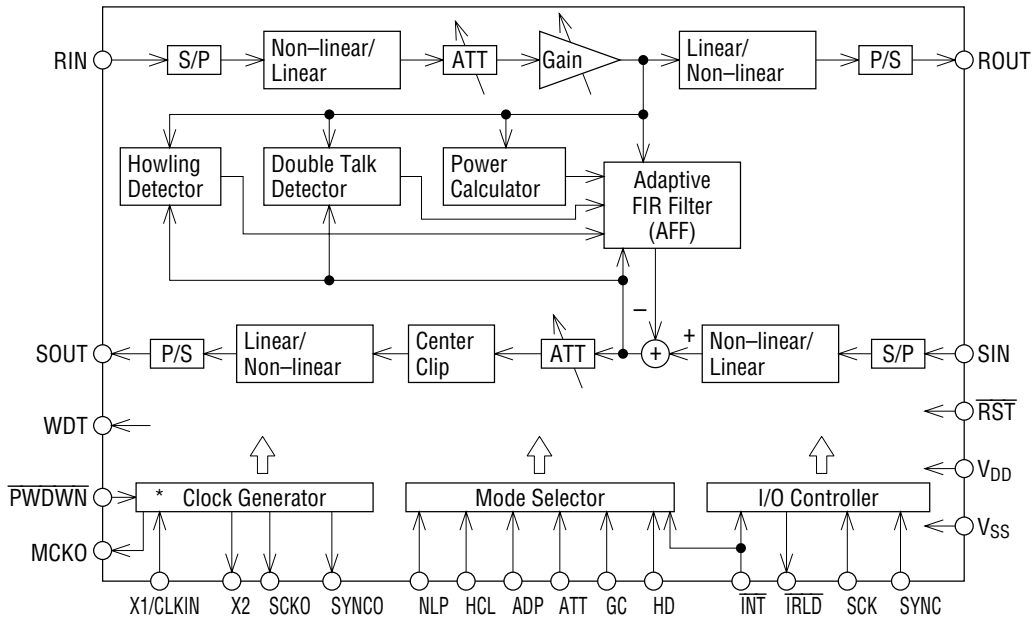 RIN
S/P
Non–linear/
Linear
ATT
Gain
Linear/
Non–linear
P/S
ROUT
Howling
Detector
Double Talk
Detector
Power
Calculator
Adaptive
FIR Filter
(AFF)
–
+
SOUT
P/S
Linear/
Non–linear
Center
Clip
ATT
+
Non–linear/
Linear
S/P
SIN
RST
WDT
VDD
PWDWN
* Clock Generator
Mode Selector
I/O Controller
VSS
MCKO
X1/CLKIN
X2
SCKO
SYNCO
NLP
HCL
ADP
ATT
GC
HD
INT
IRLD
SCK
SYNC